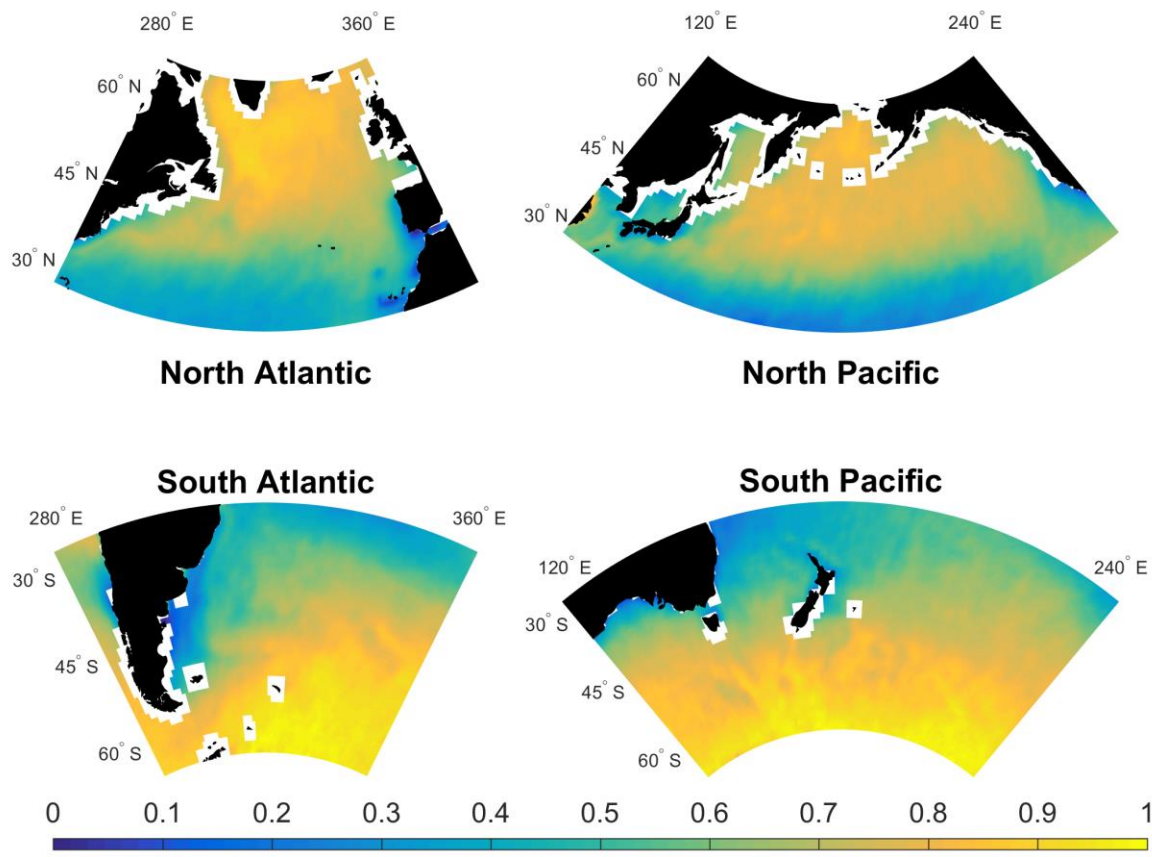 280° E 360° E 120° E 240° E
60° N 60° N
45° N 45° N
30° N 30° N
North Atlantic North Pacific
South Atlantic South Pacific
280° E 360° E 120° E 240° E
30° S 30° S
45° S 45° S
60° S 60° S
0 0.1 0.2 0.3 0.4 0.5 0.6 0.7 0.8 0.9 1